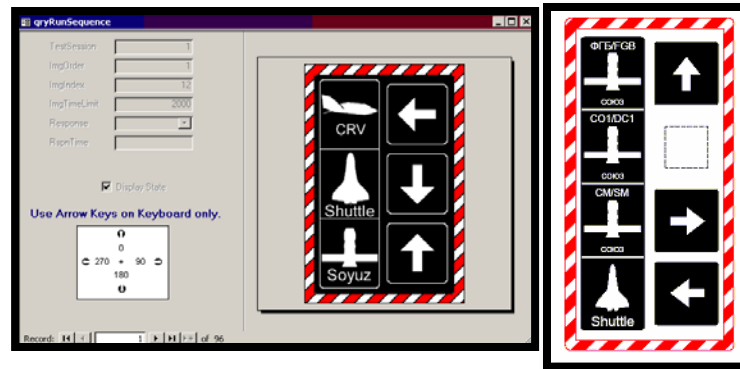 qryRunSequence
TestSession 1
ImgOrder 1
ImgIndex 12
ImgTimeLimit 2000
Response
RspnTime
Display State
Use Arrow Keys on Keyboard only.
0
270 + 90
180
Record: 1 of 96
CRV
Shuttle
Soyuz
ФГБ/FGB
СОЮЗ
СО1/DC1
СОЮЗ
СМ/SM
СОЮЗ
Shuttle